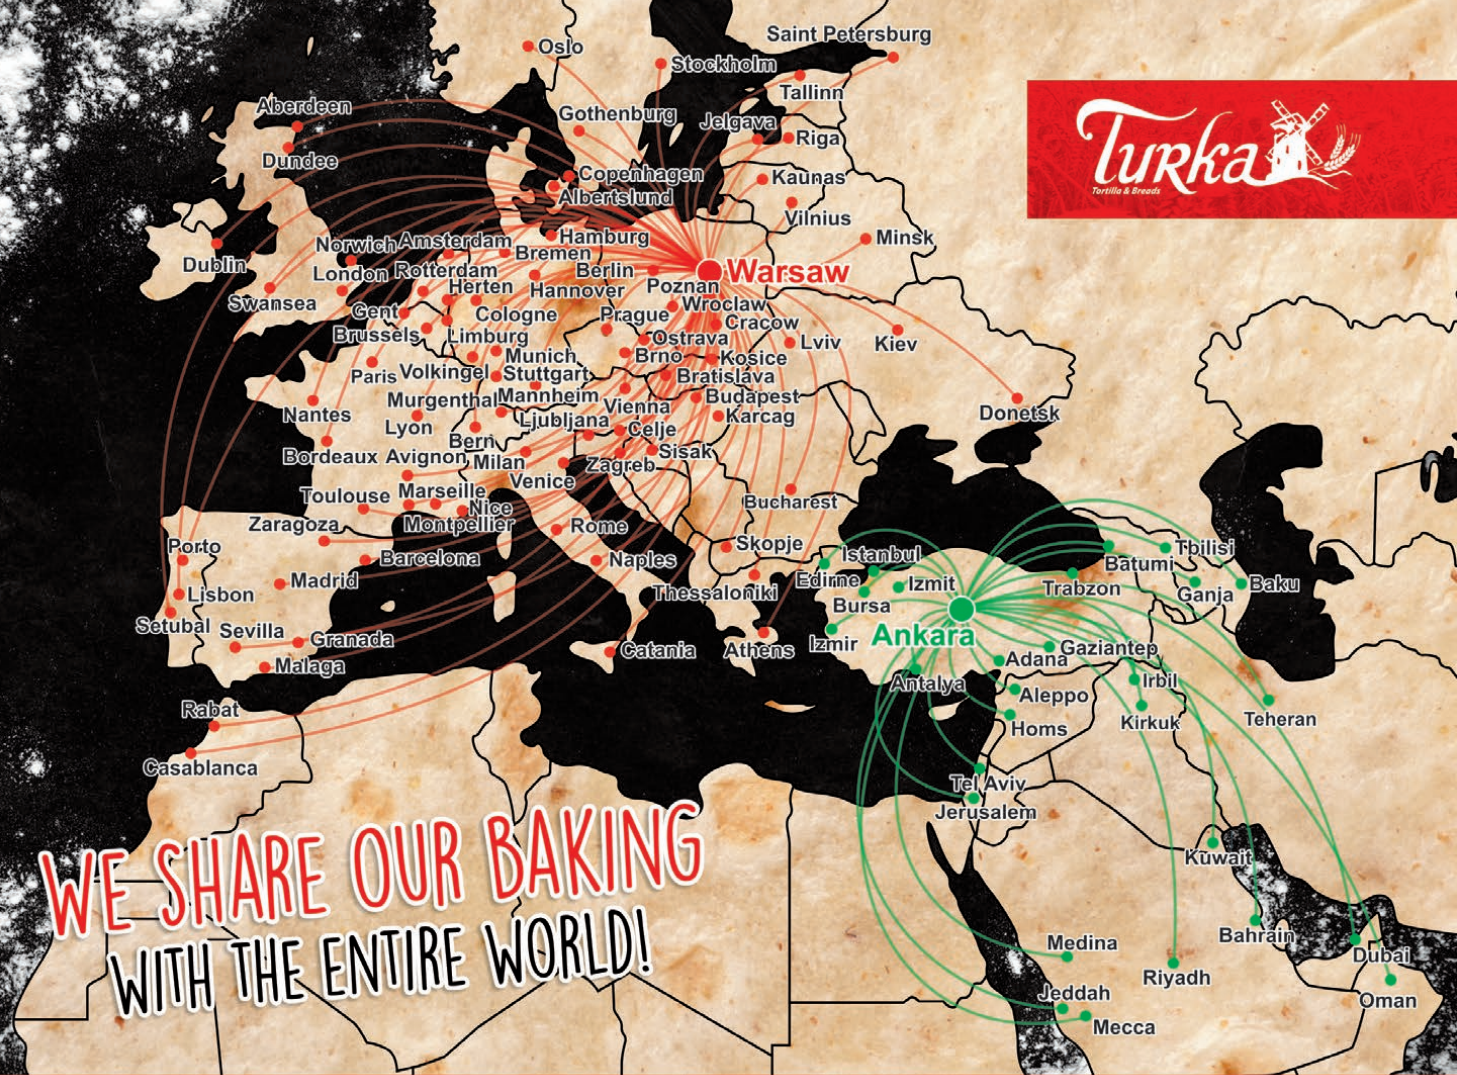 Saint Petersburg
Oslo
Stockholm
Tallinn
Aberdeen
Gothenburg
Jelgava
Riga
Dundee
Copenhagen
Kaunas
Albertslund
Vilnius
Turka
Tortilla & Breads
Norwich
Amsterdam
Hamburg
Minsk
Bremen
Dublin
London
Rotterdam
Berlin
Warsaw
Herten
Hannover
Poznan
Swansea
Wroclaw
Gent
Cologne
Prague
Cracow
Brussels
Limburg
Ostrava
Lviv
Kiev
Munich
Brno
Kosice
Paris
Volkingel
Stuttgart
Bratislava
Murgenthal
Mannheim
Budapest
Nantes
Vienna
Donetsk
Lyon
Ljubljana
Celje
Karcag
Bern
Bordeaux
Avignon
Milan
Zagreb
Sisak
Venice
Toulouse
Marseille
Bucharest
Nice
Zaragoza
Montpellier
Rome
Porto
Barcelona
Naples
Skopje
Istanbul
Tbilisi
Batumi
Madrid
Edirne
Izmit
Trabzon
Baku
Lisbon
Thessaloniki
Bursa
Ganja
Setubal
Sevilla
Granada
Izmir
Ankara
Catania
Athens
Gaziantep
Malaga
Adana
Antalya
Irbil
Aleppo
Rabat
Homs
Kirkuk
Teheran
Casablanca
Tel Aviv
Jerusalem
Kuwait
WE SHARE OUR BAKING
WITH THE ENTIRE WORLD!
Bahrain
Medina
Dubai
Riyadh
Jeddah
Oman
Mecca